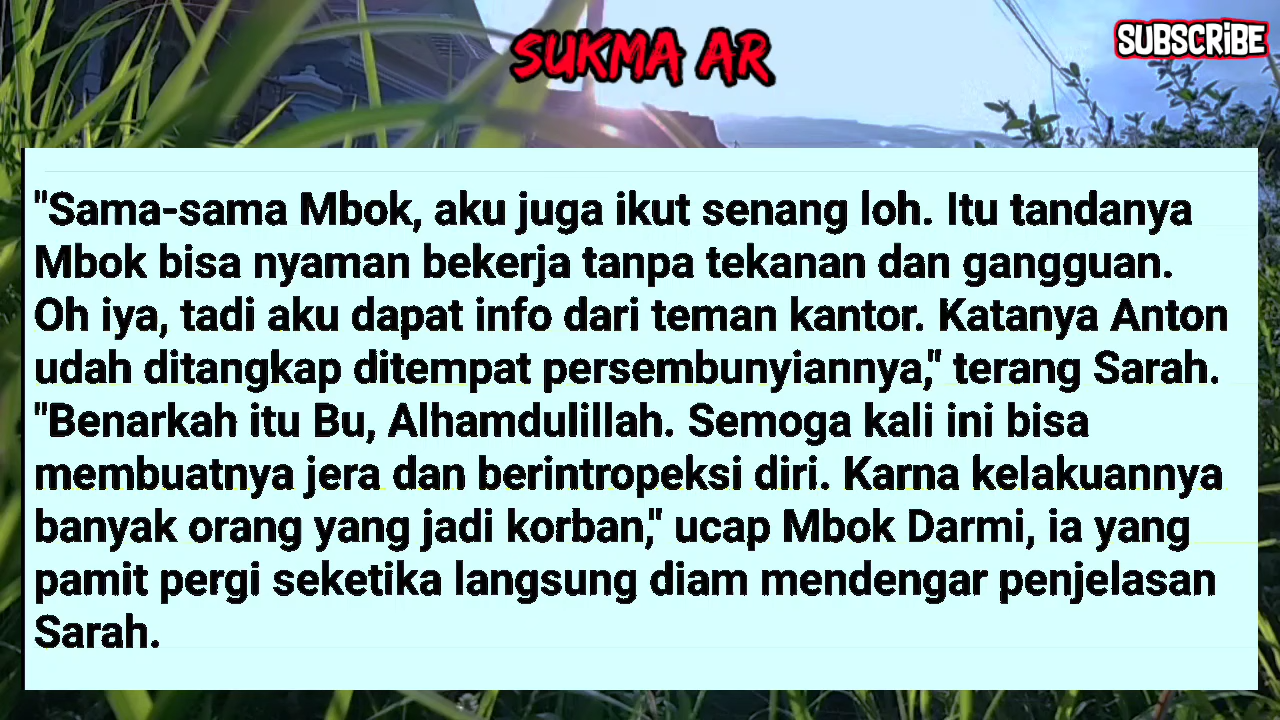 SUKMA AR
SUBSCRiBE
"Sama-sama Mbok, aku juga ikut senang loh. Itu tandanya
Mbok bisa nyaman bekerja tanpa tekanan dan gangguan.
Oh iya, tadi aku dapat info dari teman kantor. Katanya Anton
udah ditangkap ditempat persembunyiannya," terang Sarah.
"Benarkah itu Bu, Alhamdulillah. Semoga kali ini bisa
membuatnya jera dan berintropeksi diri. Karna kelakuannya
banyak orang yang jadi korban," ucap Mbok Darmi, ia yang
pamit pergi seketika langsung diam mendengar penjelasan
Sarah.